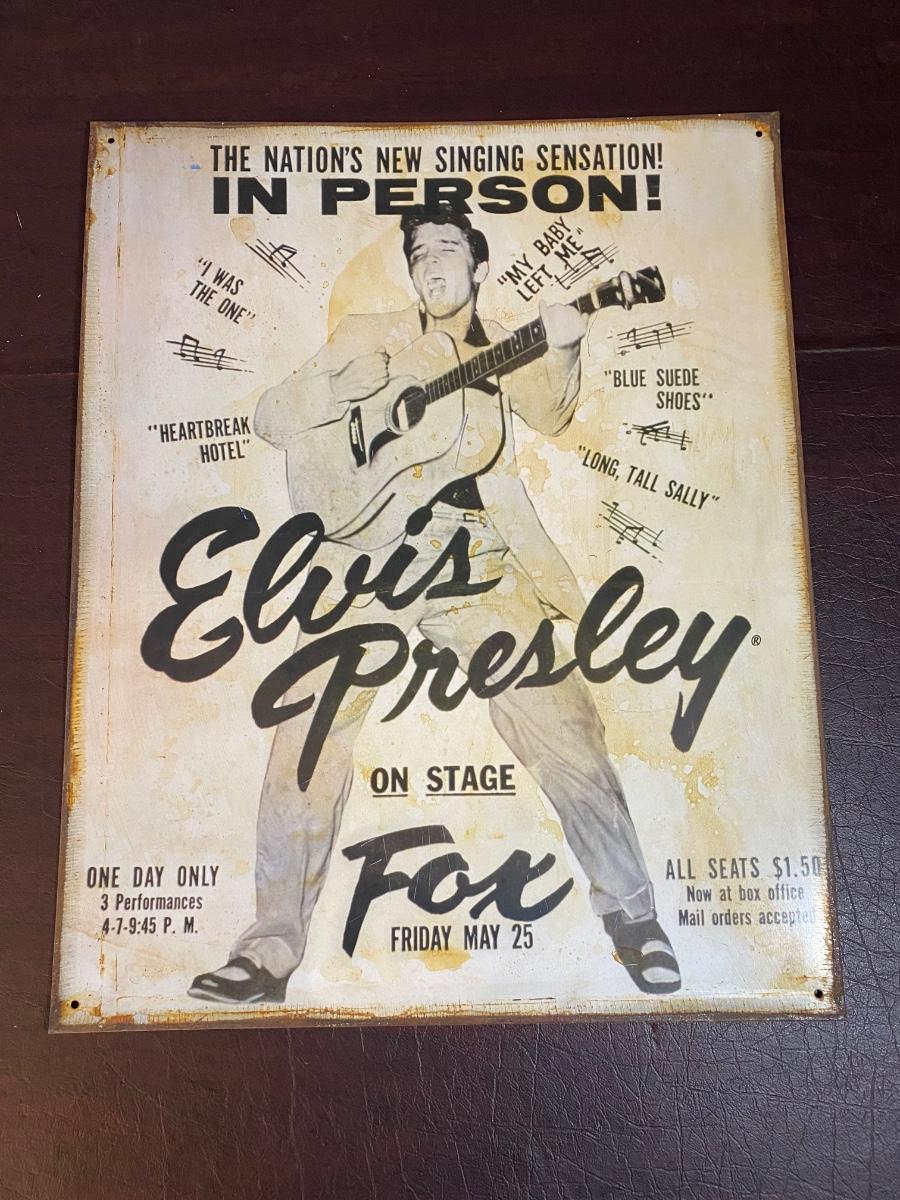 THE NATION'S NEW SINGING SENSATION!
IN PERSON!
"I WAS
THE ONE"
"MY BABY
LEFT ME"
"BLUE SUEDE
SHOES"
"HEARTBREAK
HOTEL"
"LONG, TALL SALLY"
Elvis
Presley®
ON STAGE
Fox
FRIDAY MAY 25
ONE DAY ONLY
3 Performances
4-7-9:45 P. M.
ALL SEATS $1.50
Now at box office
Mail orders accepted